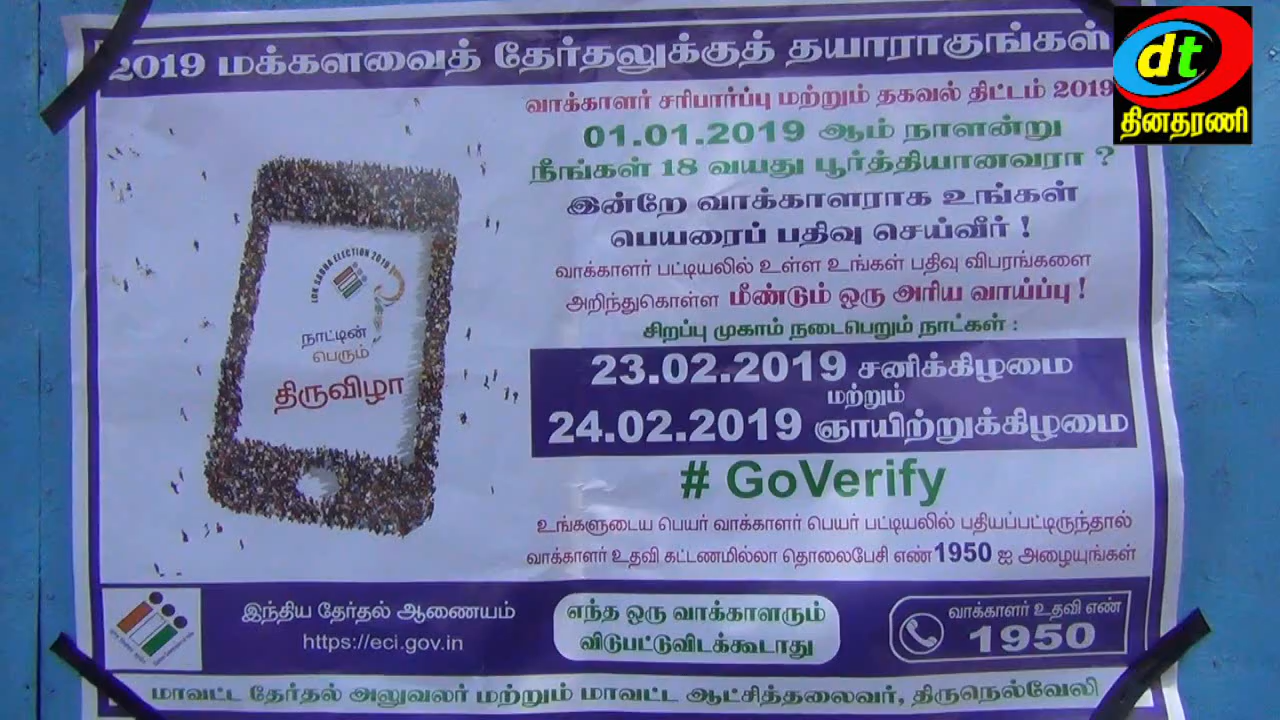 2019 மக்களவைத் தேர்தலுக்குத் தயாராகுங்கள்
dt
தினதரணி
வாக்காளர் சரிபார்ப்பு மற்றும் தகவல் திட்டம் 2019
01.01.2019 ஆம் நாளன்று
நீங்கள் 18 வயது பூர்த்தியானவரா ?
இன்றே வாக்காளராக உங்கள்
பெயரைப் பதிவு செய்வீர் !
வாக்காளர் பட்டியலில் உள்ள உங்கள் பதிவு விபரங்களை
அறிந்துகொள்ள மீண்டும் ஒரு அரிய வாய்ப்பு !
சிறப்பு முகாம் நடைபெறும் நாட்கள் :
23.02.2019 சனிக்கிழமை
மற்றும்
24.02.2019 ஞாயிற்றுக்கிழமை
# GoVerify
உங்களுடைய பெயர் வாக்காளர் பெயர் பட்டியலில் பதியப்பட்டிருந்தால்
வாக்காளர் உதவி கட்டணமில்லா தொலைபேசி எண் 1950 ஐ அழையுங்கள்
LOK SABHA ELECTION 2019
நாட்டின்
பெரும்
திருவிழா
இந்திய தேர்தல் ஆணையம்
https://eci.gov.in
எந்த ஒரு வாக்காளரும்
விடுபட்டுவிடக்கூடாது
வாக்காளர் உதவி எண்
1950
மாவட்ட தேர்தல் அலுவலர் மற்றும் மாவட்ட ஆட்சித்தலைவர், திருநெல்வேலி